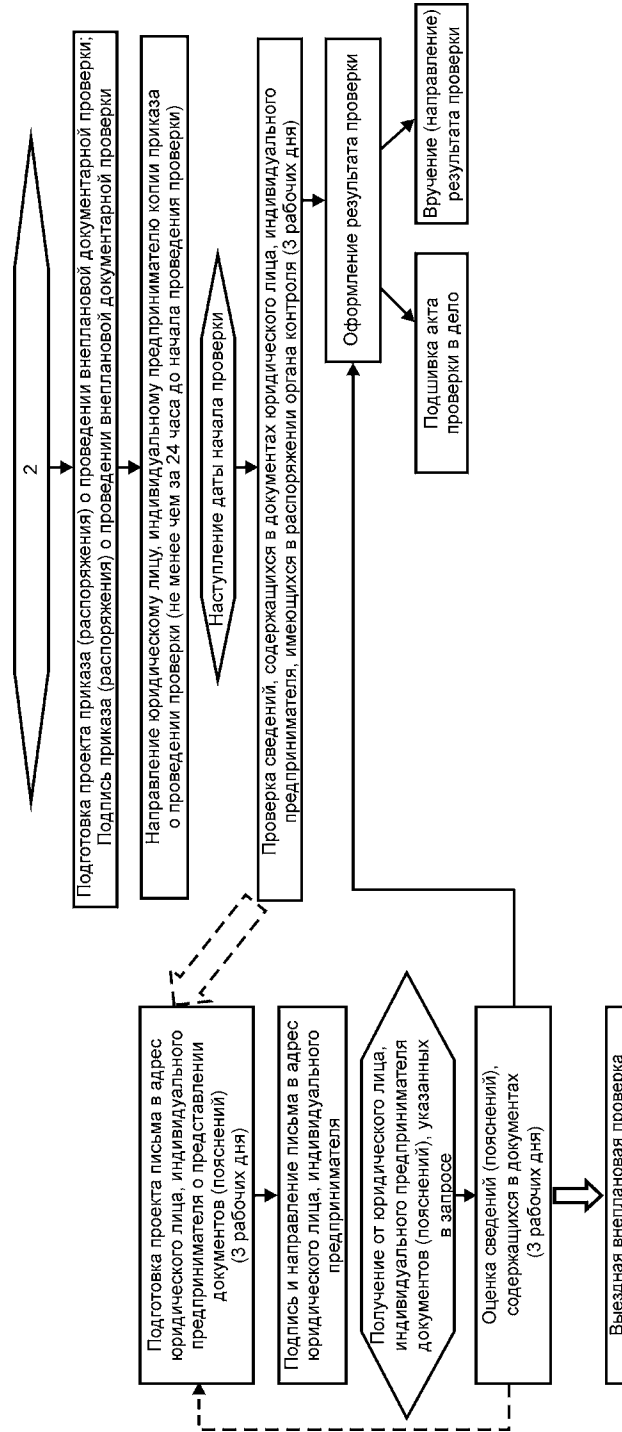 2
Подготовка проекта приказа (распоряжения) о проведении внеплановой документарной проверки;
Подпись приказа (распоряжения) о проведении внеплановой документарной проверки
Направление юридическому лицу, индивидуальному предпринимателю копии приказа
о проведении проверки (не менее чем за 24 часа до начала проведения проверки)
Наступление даты начала проверки
Проверка сведений, содержащихся в документах юридического лица, индивидуального
предпринимателя, имеющихся в распоряжении органа контроля (3 рабочих дня)
Оформление результата проверки
Подшивка акта
проверки в дело
Вручение (направление)
результата проверки
Подготовка проекта письма в адрес
юридического лица, индивидуального
предпринимателя о представлении
документов (пояснений)
(3 рабочих дня)
Подпись и направление письма в адрес
юридического лица, индивидуального
предпринимателя
Получение от юридического лица,
индивидуального предпринимателя
документов (пояснений), указанных
в запросе
Оценка сведений (пояснений),
содержащихся в документах
(3 рабочих дня)
Выездная внеплановая проверка